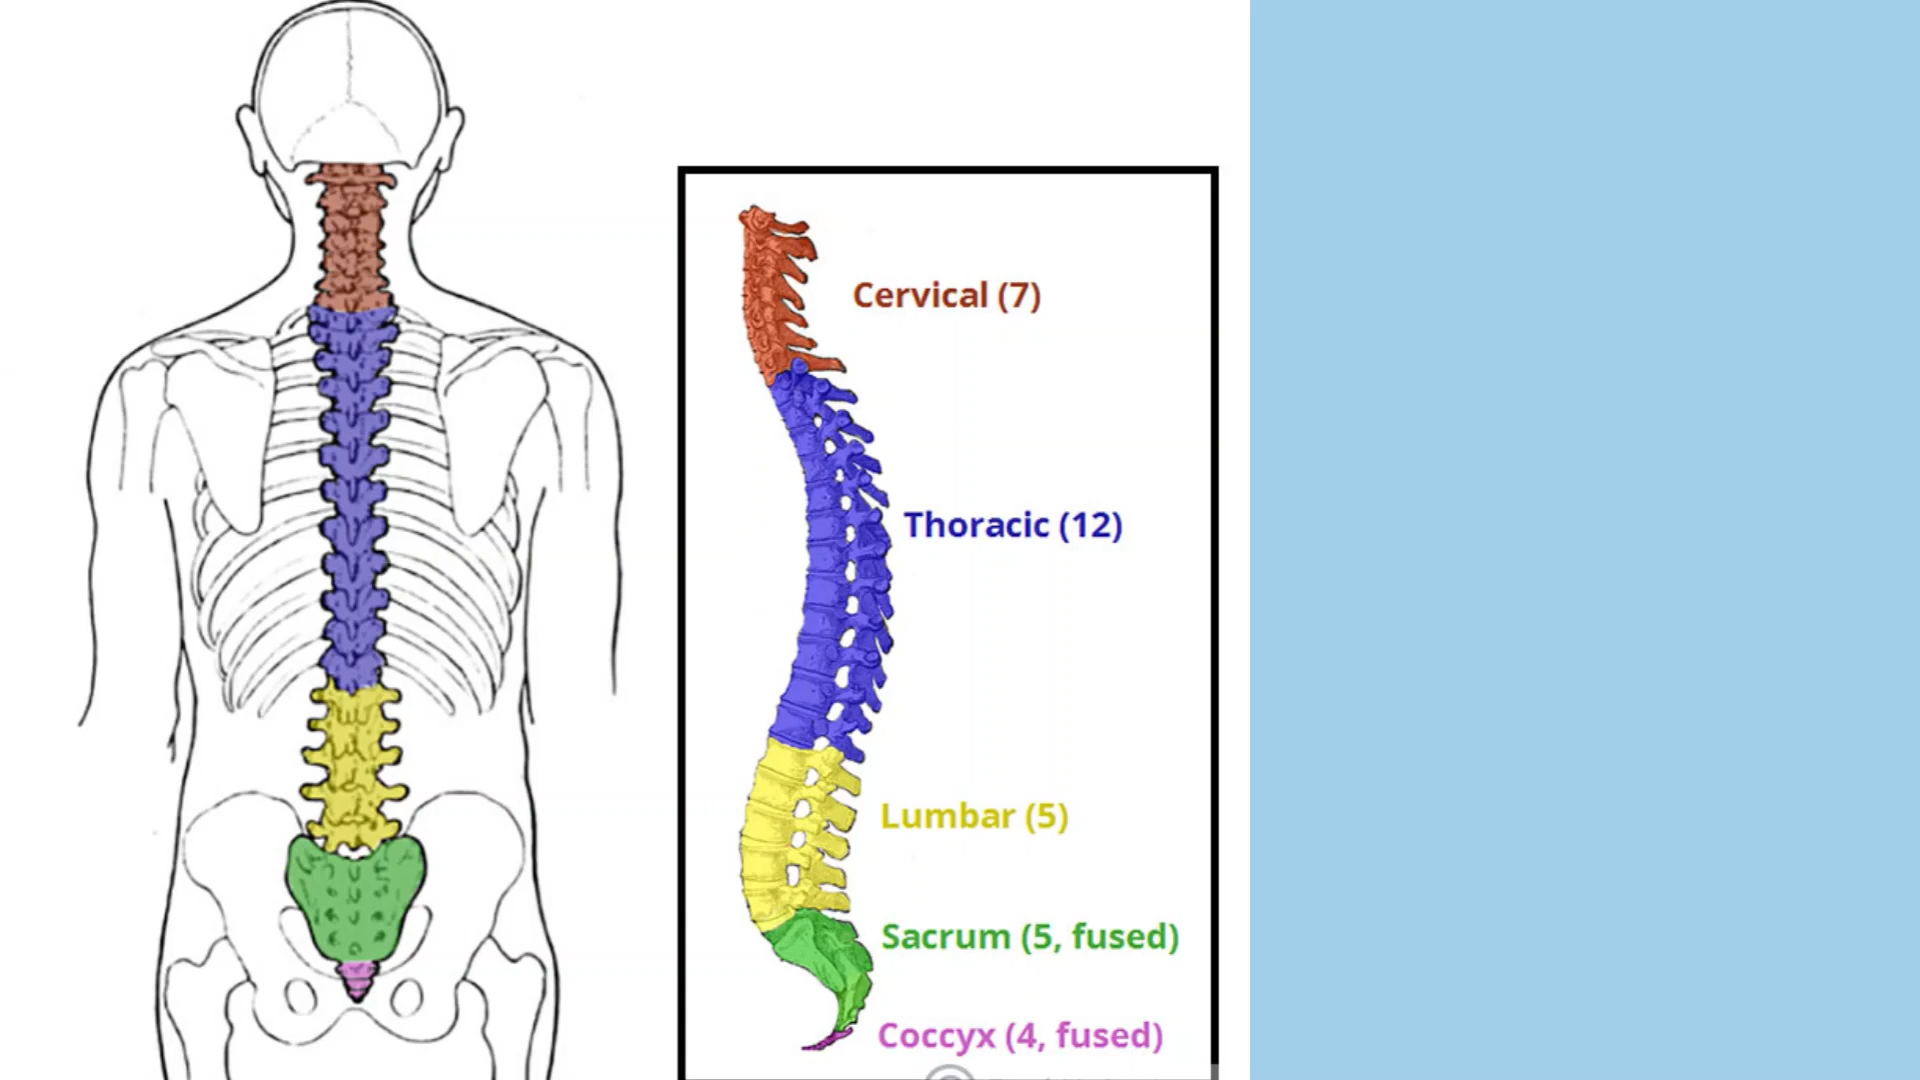 Cervical (7)
Thoracic (12)
Lumbar (5)
Sacrum (5, fused)
Coccyx (4, fused)